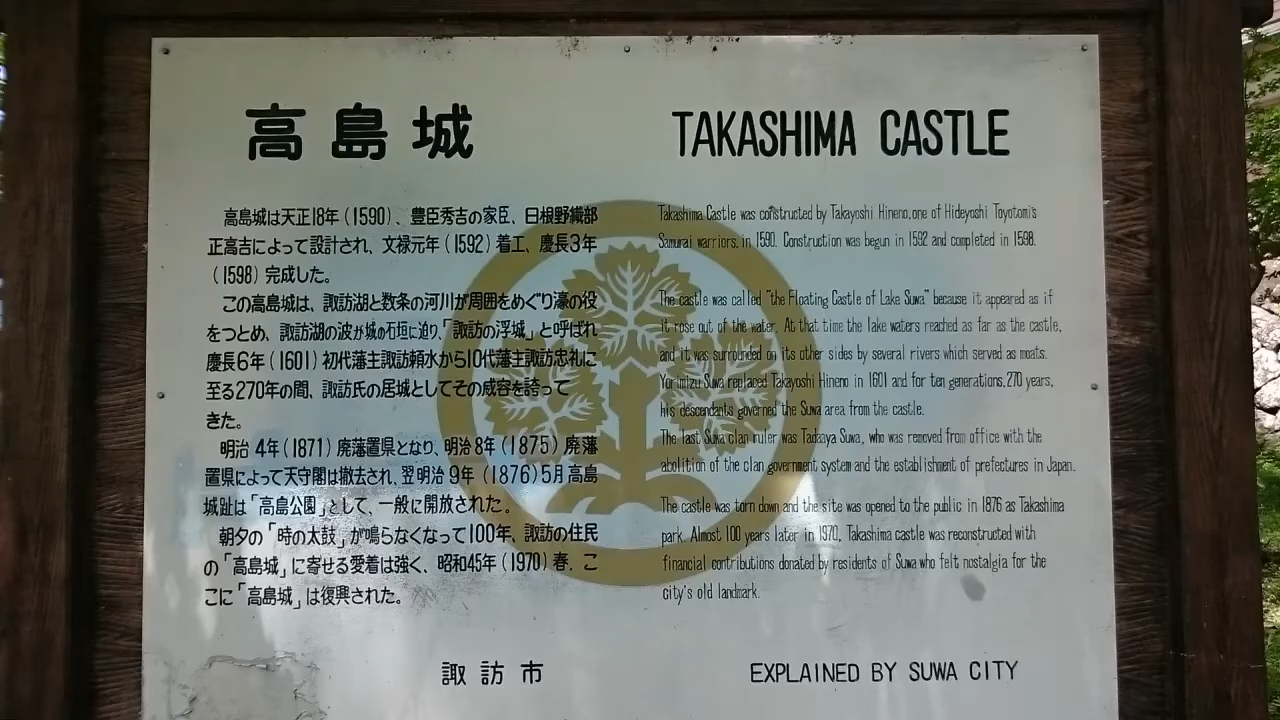 高島城
高島城は天正18年(1590)、豊臣秀吉の家臣、日根野織部
正高吉によって設計され、文禄元年(1592)着工、慶長3年
(1598)完成した。
この高島城は、諏訪湖と数条の河川が周囲をめぐり濠の役
をつとめ、諏訪湖の波が城の石垣に迫り「諏訪の浮城」と呼ばれ
慶長6年(1601)初代藩主諏訪頼水から10代藩主諏訪忠礼に
至る270年の間、諏訪氏の居城としてその威容を誇って
きた。
明治4年(1871)廃藩置県となり、明治8年(1875)廃藩
置県によって天守閣は撤去され、翌明治9年(1876)5月高島
城趾は「高島公園」として、一般に開放された。
朝夕の「時の太鼓」が鳴らなくなって100年、諏訪の住民
の「高島城」に寄せる愛着は強く、昭和45年(1970)春、こ
こに「高島城」は復興された。
諏訪市
TAKASHIMA CASTLE
Takashima Castle was constructed by Takayoshi Hineno, one of Hideyoshi Toyotomi's
Samurai warriors, in 1590. Construction was begun in 1592 and completed in 1598.
The castle was called "the Floating Castle of Lake Suwa" because it appeared as if
it rose out of the water. At that time the lake waters reached as far as the castle,
and it was surrounded on its other sides by several rivers which served as moats.
Yorimizu Suwa replaced Takayoshi Hineno in 1601 and for ten generations, 270 years,
his descendants governed the Suwa area from the castle.
The last Suwa clan ruler was Tadaaya Suwa, who was removed from office with the
abolition of the clan government system and the establishment of prefectures in Japan.
The castle was torn down and the site was opened to the public in 1876 as Takashima
park. Almost 100 years later in 1970, Takashima castle was reconstructed with
financial contributions donated by residents of Suwa who felt nostalgia for the
city's old landmark.
EXPLAINED BY SUWA CITY